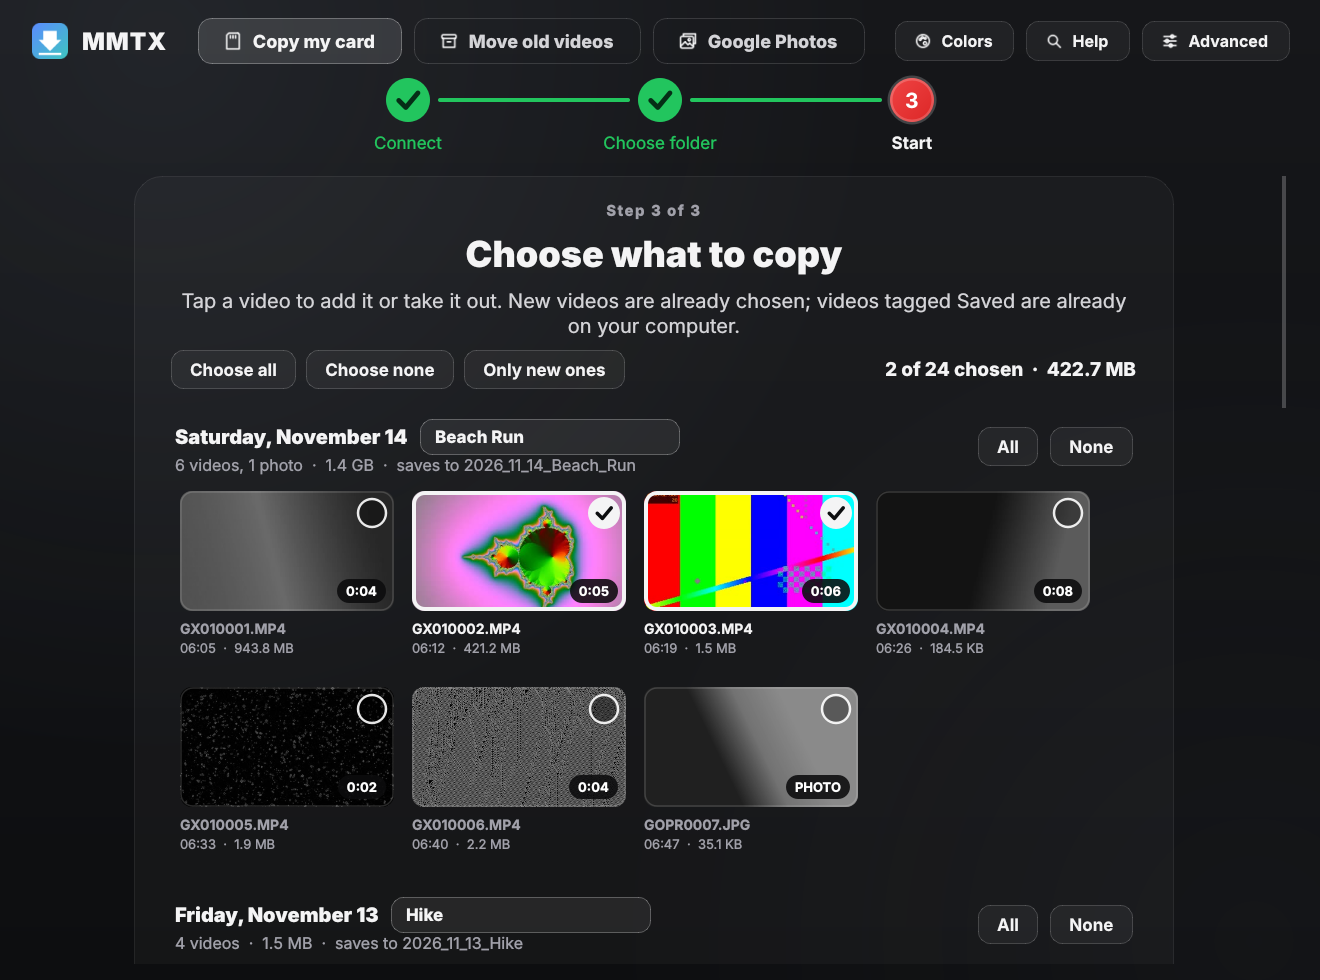 MMTX
Copy my card
Move old videos
Google Photos
Colors
Help
Advanced
3
Connect
Choose folder
Start
Step 3 of 3
Choose what to copy
Tap a video to add it or take it out. New videos are already chosen; videos tagged Saved are already
on your computer.
Choose all
Choose none
Only new ones
2 of 24 chosen · 422.7 MB
Saturday, November 14
Beach Run
All
None
6 videos, 1 photo · 1.4 GB · saves to 2026_11_14_Beach_Run
0:04
0:05
0:06
0:08
GX010001.MP4
GX010002.MP4
GX010003.MP4
GX010004.MP4
06:05 · 943.8 MB
06:12 · 421.2 MB
06:19 · 1.5 MB
06:26 · 184.5 KB
0:02
0:04
PHOTO
GX010005.MP4
GX010006.MP4
GOPR0007.JPG
06:33 · 1.9 MB
06:40 · 2.2 MB
06:47 · 35.1 KB
Friday, November 13
Hike
All
None
4 videos · 1.5 MB · saves to 2026_11_13_Hike